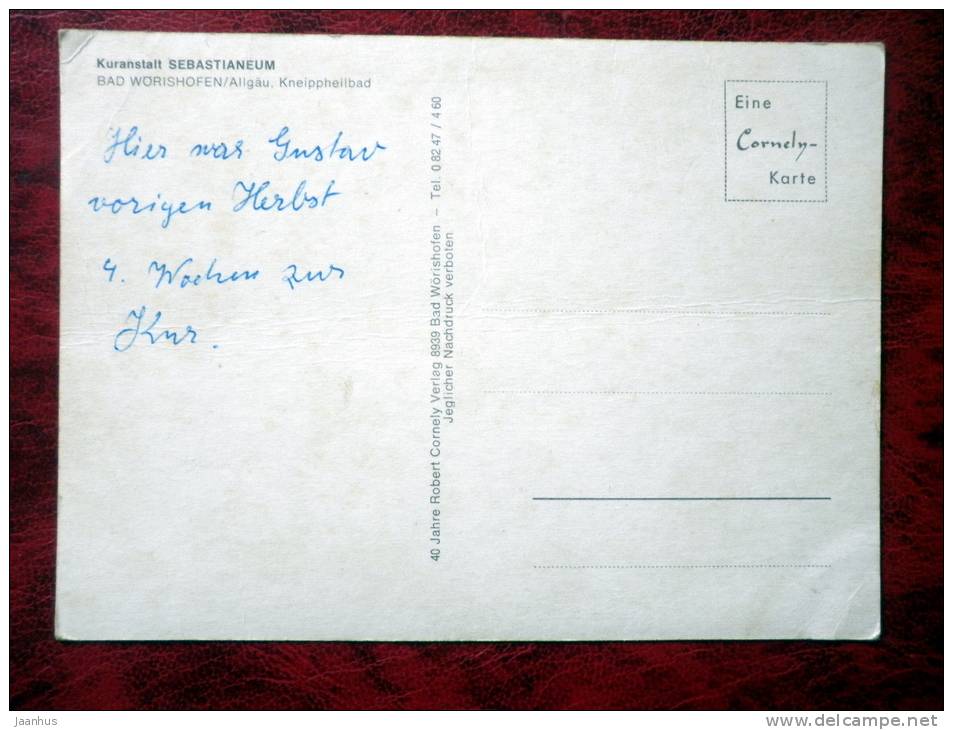 Kuranstalt SEBASTIANEUM
BAD WÖRISHOFEN/Allgäu, Kneippheilbad
Hier war Gustav
vorigen Herbst
4. Wochen zur
Kur.
40 Jahre Robert Cornely Verlag 8939 Bad Wörishofen – Tel. 0 82 47 / 4 60
Jeglicher Nachdruck verboten
Eine
Cornely-
Karte
Jaanhus
www.delcampe.net